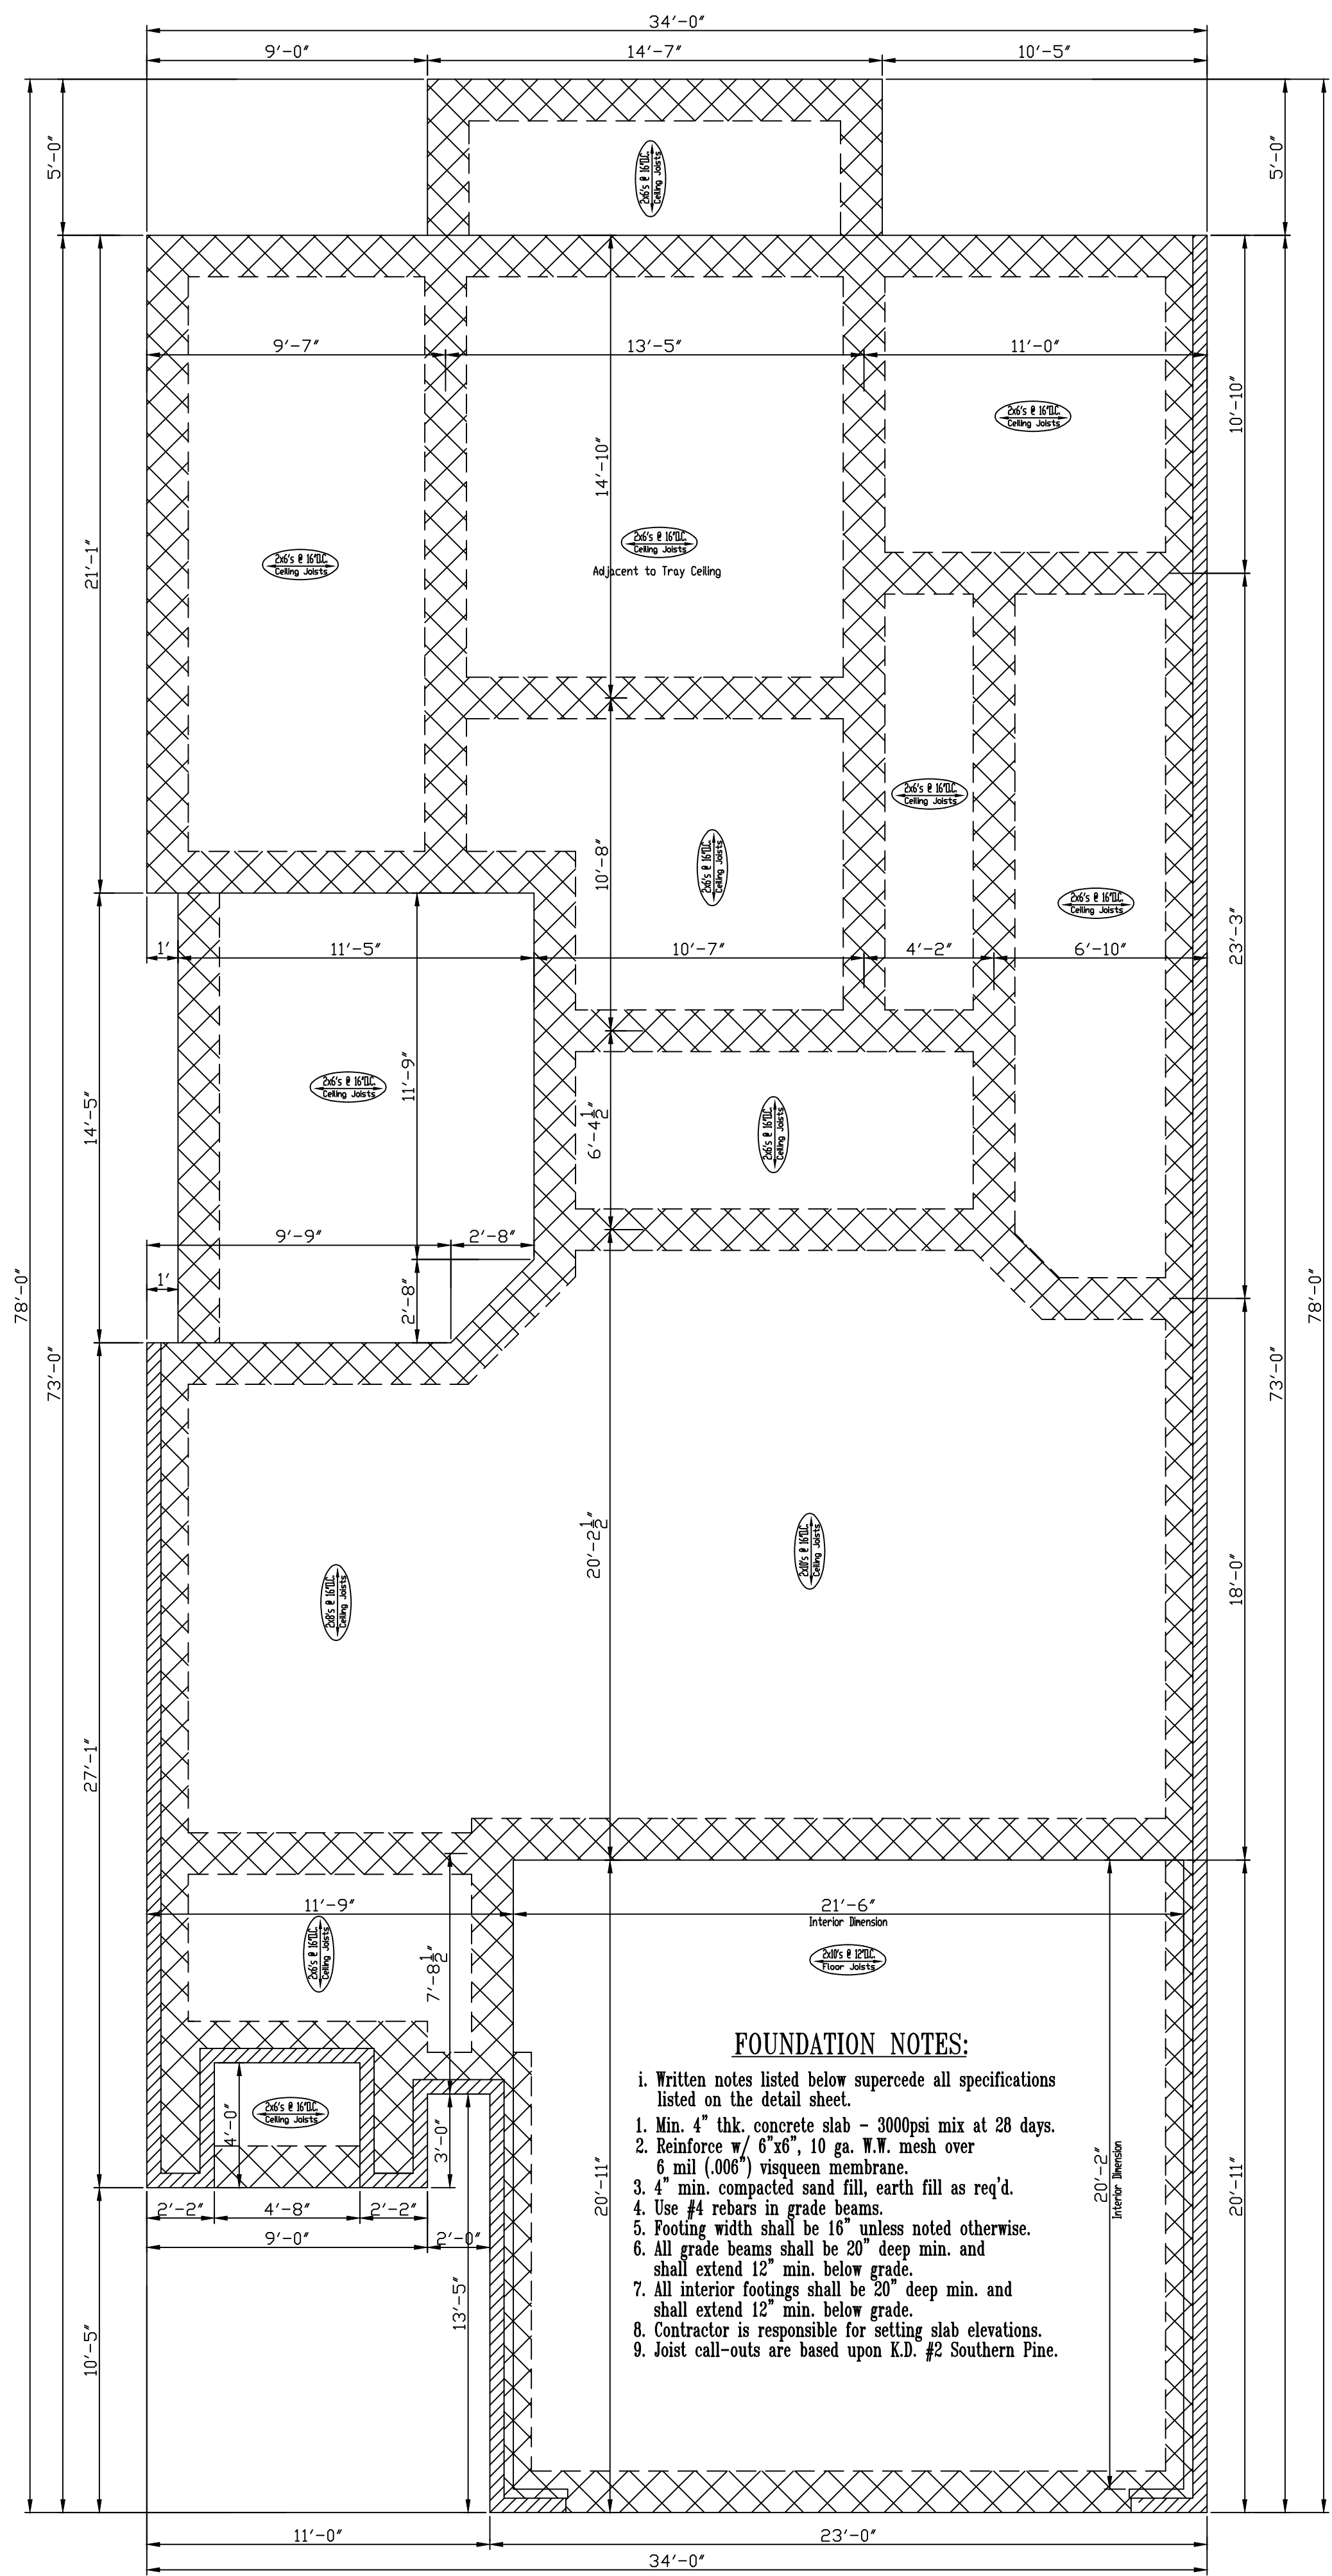 34'-0"
9'-0" 14'-7" 10'-5"
5'-0" 5'-0"
2x6's @ 16"O.C.
Ceiling Joists
9'-7" 13'-5" 11'-0"
10'-10"
2x6's @ 16"O.C.
Ceiling Joists
14'-10"
21'-1"
2x6's @ 16"O.C.
Ceiling Joists
2x6's @ 16"O.C.
Ceiling Joists
Adjacent to Tray Ceiling
2x6's @ 16"O.C.
Ceiling Joists
10'-8"
2x6's @ 16"O.C.
Ceiling Joists
2x6's @ 16"O.C.
Ceiling Joists
23'-3"
1' 11'-5" 10'-7" 4'-2" 6'-10"
14'-5"
2x6's @ 16"O.C.
Ceiling Joists
11'-9"
6'-4 1/2"
2x6's @ 16"O.C.
Ceiling Joists
9'-9" 2'-8"
1'
2'-8"
78'-0"
73'-0"
73'-0"
78'-0"
20'-2 1/2"
2x10's @ 16"O.C.
Ceiling Joists
2x8's @ 16"O.C.
Ceiling Joists
18'-0"
27'-1"
11'-9" 21'-6"
Interior Dimension
2x6's @ 16"O.C.
Ceiling Joists
7'-8 1/2"
2x10's @ 12"O.C.
Floor Joists
FOUNDATION NOTES:
i. Written notes listed below supercede all specifications
listed on the detail sheet.
1. Min. 4" thk. concrete slab - 3000psi mix at 28 days.
2. Reinforce w/ 6"x6", 10 ga. W.W. mesh over
6 mil (.006") visqueen membrane.
3. 4" min. compacted sand fill, earth fill as req'd.
4. Use #4 rebars in grade beams.
5. Footing width shall be 16" unless noted otherwise.
6. All grade beams shall be 20" deep min. and
shall extend 12" min. below grade.
7. All interior footings shall be 20" deep min. and
shall extend 12" min. below grade.
8. Contractor is responsible for setting slab elevations.
9. Joist call-outs are based upon K.D. #2 Southern Pine.
2x6's @ 16"O.C.
Ceiling Joists
4'-0"
3'-0"
20'-11"
20'-2"
Interior Dimension
20'-11"
2'-2" 4'-8" 2'-2"
9'-0" 2'-0"
13'-5"
10'-5"
11'-0" 23'-0"
34'-0"